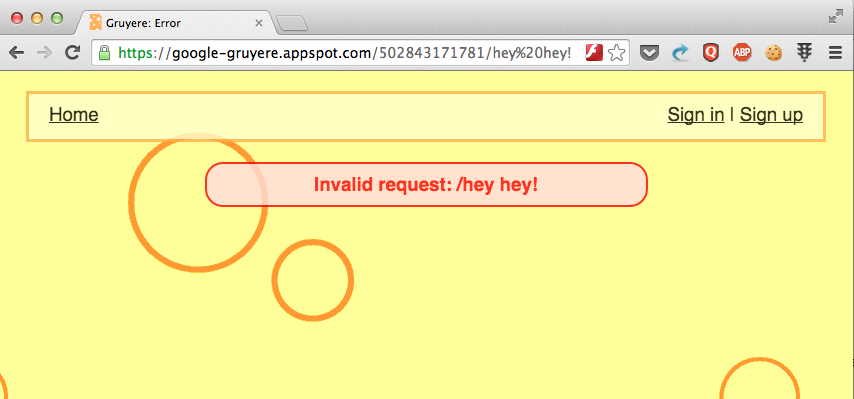 Gruyere: Error
https://google-gruyere.appspot.com/502843171781/hey%20hey!
ABP
Home
Sign in | Sign up
Invalid request: /hey hey!